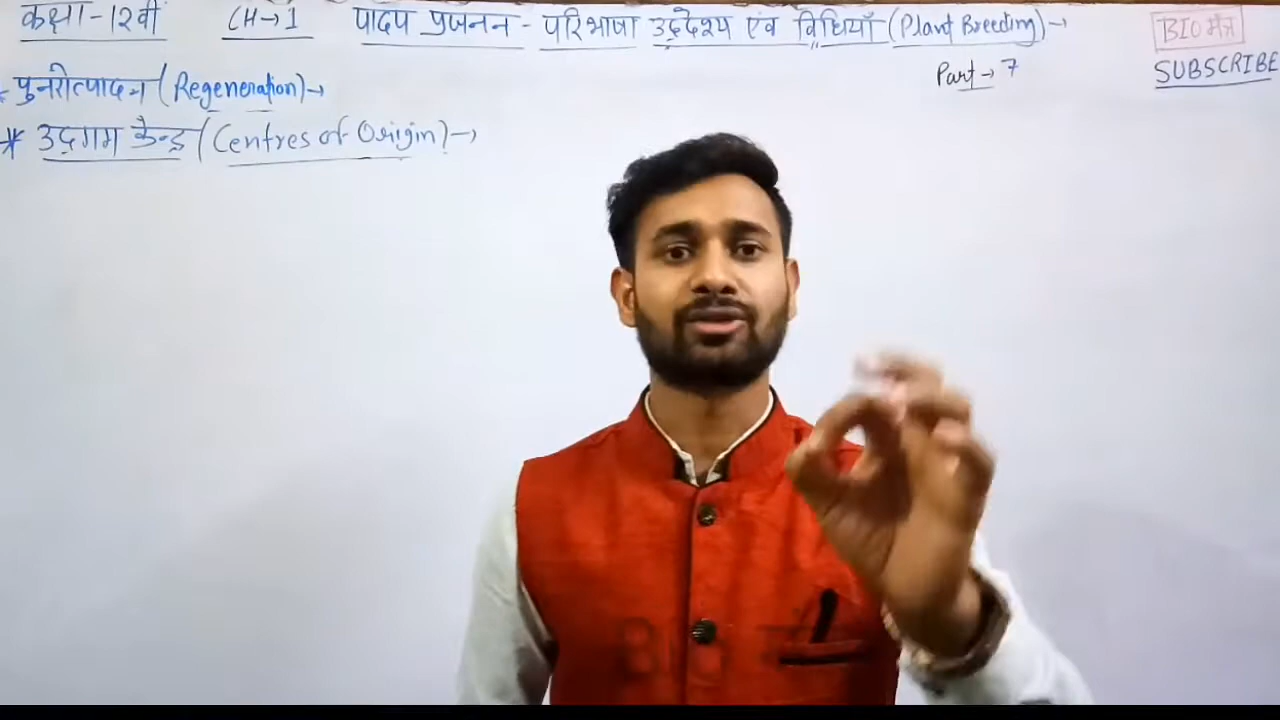 कक्षा-12वीं CH→1 पादप प्रजनन - परिभाषा उद्देश्य एंव विधियाँ (Plant Breeding)→
BIO मंत्र
SUBSCRIBE
Part→7
* पुनरोत्पादन (Regeneration)→
* उद्गम केन्द्र (Centres of Origin)→